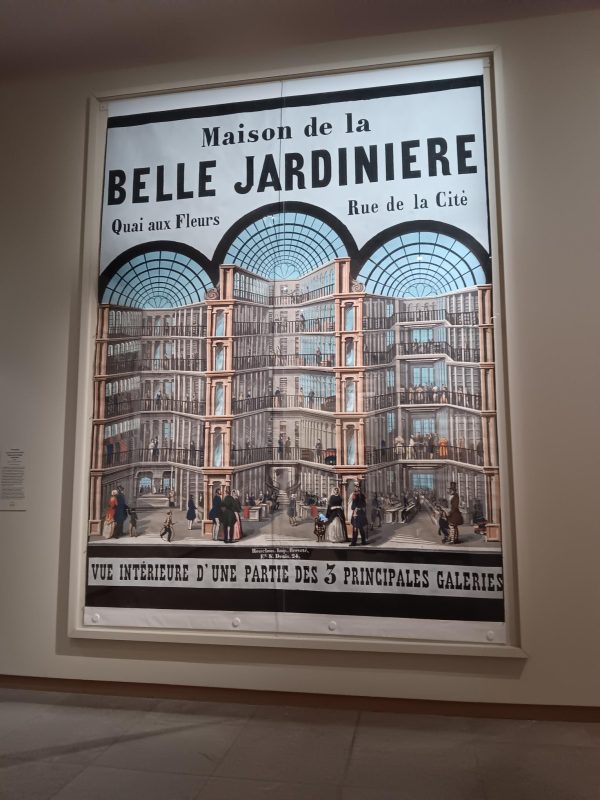 Maison de la
BELLE JARDINIERE
Quai aux Fleurs
Rue de la Citè
VUE INTÉRIEURE D'UNE PARTIE DES 3 PRINCIPALES GALERIES